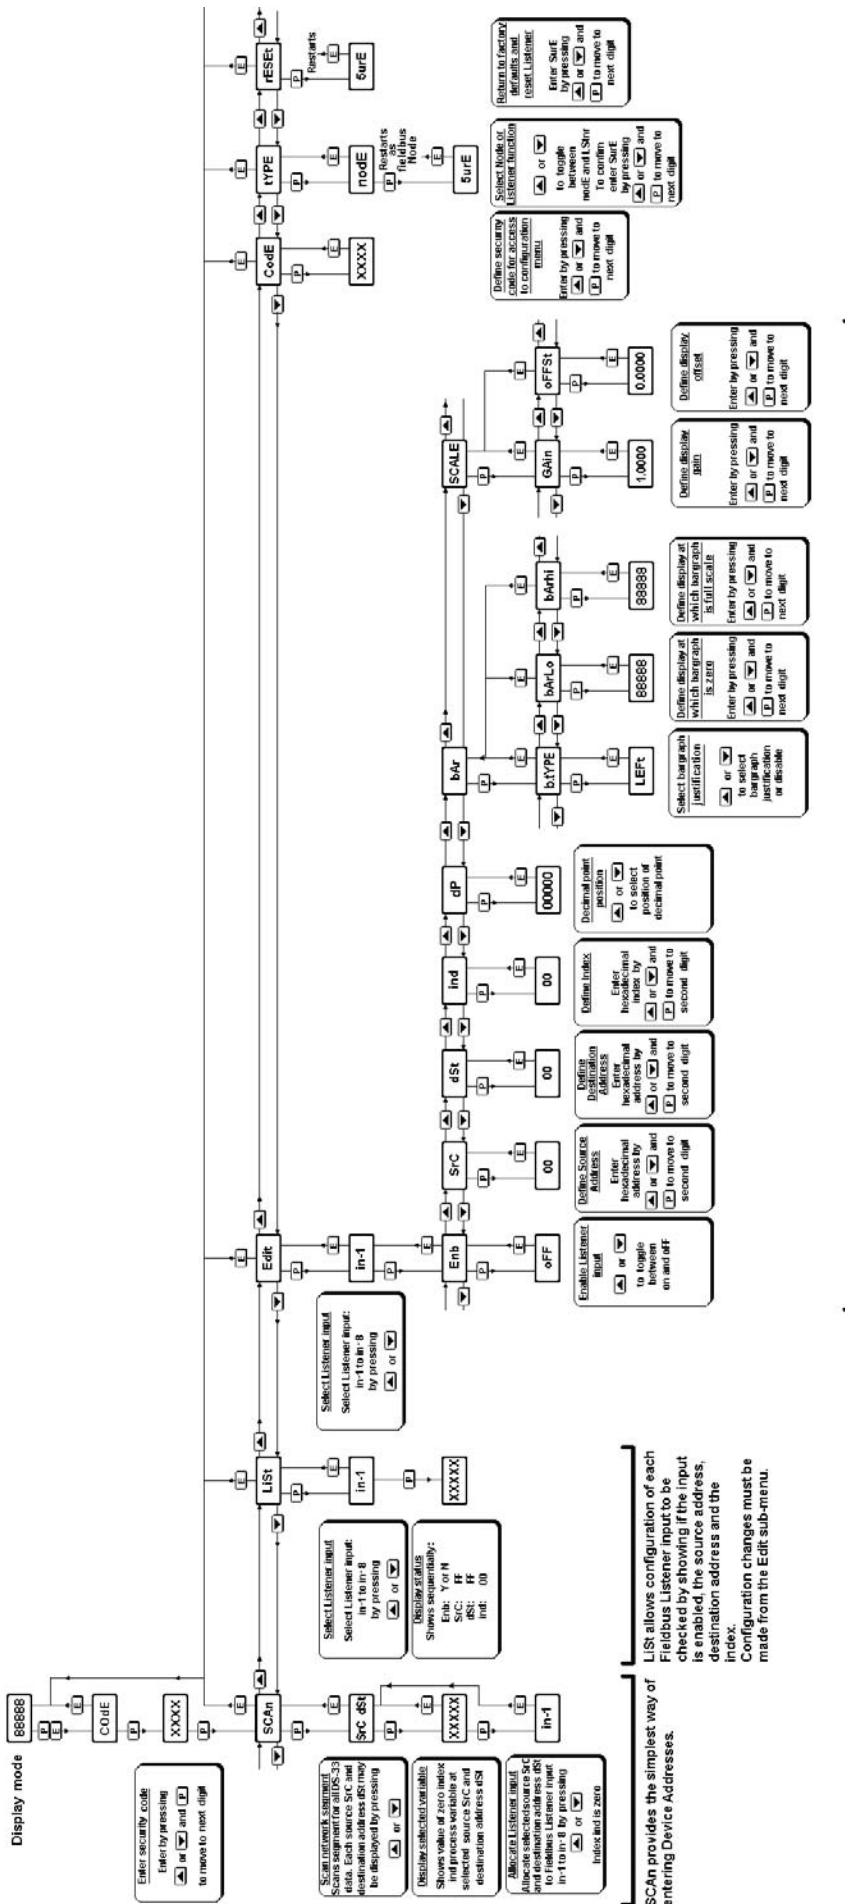 Display mode
88888
P
E
E
COdE
P
E
XXXX
P
E
Enter security code
Enter by pressing
▲ or ▼ and P
to move to next digit
SCAn
▲
▼
P
E
SrC dSt
P
E
XXXXX
P
E
in-1
Scan network segment
Scans segment for all DS-33
data. Each source SrC and
destination address dSt may
be displayed by pressing
▲ or ▼
Display selected variable
Shows value of zero index
ind process variable at
selected source SrC and
destination address dSt
Allocate Listener input
Allocate selected source SrC
and destination address dSt
to Fieldbus Listener input
in-1 to in-8 by pressing
▲ or ▼
Index ind is zero
SCAn provides the simplest way of
entering Device Addresses.
E
LiSt
▲
▼
P
E
in-1
P
XXXXX
Select Listener input
Select Listener input:
in-1 to in-8
by pressing
▲ or ▼
Display status
Shows sequentially:
Enb: Y or N
SrC: FF
dSt: FF
ind: 00
LiSt allows configuration of each
Fieldbus Listener input to be
checked by showing if the input
is enabled, the source address,
destination address and the
index.
Configuration changes must be
made from the Edit sub-menu.
E
Edit
▲
▼
P
E
in-1
P
E
Select Listener input
Select Listener input:
in-1 to in-8
by pressing
▲ or ▼
Enb
▲
▼
P
E
oFF
Enable Listener
input
▲ or ▼
to toggle
between
on and oFF
SrC
▲
▼
P
E
00
Define Source
Address
Enter
hexadecimal
address by
▲ or ▼ and
P to move to
second digit
dSt
▲
▼
P
E
00
Define
Destination
Address
Enter
hexadecimal
address by
▲ or ▼ and
P to move to
second digit
ind
▲
▼
P
E
00
Define Index
Enter
hexadecimal
index by
▲ or ▼ and
P to move to
second digit
dP
▲
▼
P
E
00000
Decimal point
position
▲ or ▼
to select
position of
decimal point
bAr
▲
▼
P
E
b.tYPE
▲
▼
P
E
LEFt
Select bargraph
justification
▲ or ▼
to select
bargraph
justification
or disable
E
bArLo
▲
▼
P
E
88888
Define display at
which bargraph
is zero
Enter by pressing
▲ or ▼ and
P to move to
next digit
E
bArhi
▲
P
E
88888
Define display at
which bargraph
is full scale
Enter by pressing
▲ or ▼ and
P to move to
next digit
SCALE
▲
P
E
GAin
▲
▼
P
E
1.0000
Define display
gain
Enter by pressing
▲ or ▼ and
P to move to
next digit
E
oFFSt
▲
P
E
0.0000
Define display
offset
Enter by pressing
▲ or ▼ and
P to move to
next digit
E
CodE
▲
▼
P
E
XXXX
Define security
code for access
to configuration
menu
Enter by pressing
▲ or ▼ and
P to move to
next digit
E
tYPE
▲
▼
P
E
nodE
P
Restarts
as
fieldbus
Node
E
5urE
Select Node or
Listener function
▲ or ▼
to toggle
between
nodE and LStnr
To confirm
enter SurE
by pressing
▲ or ▼ and
P to move to
next digit
E
rESEt
▲
P
Restarts
E
5urE
Return to factory
defaults and
reset Listener
Enter SurE
by pressing
▲ or ▼ and
P to move to
next digit